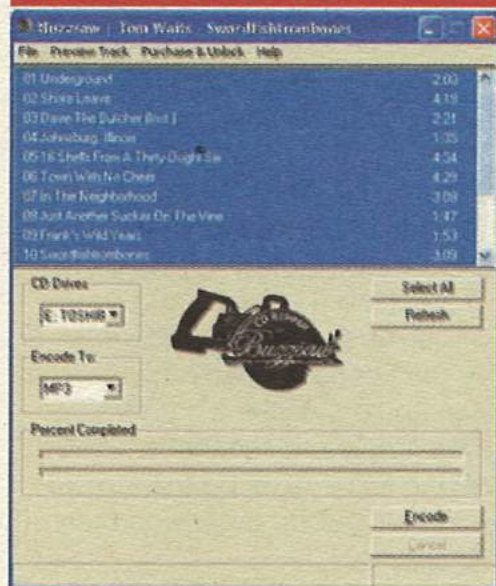 Buzzsaw | Tom Waits - Swordfishtrombones
File Preview Track Purchase & Unlock Help
01 Underground 2:00
02 Shore Leave 4:18
03 Dave The Butcher (Inst.) 2:21
04 Johnsburg, Illinois 1:35
05 16 Shells From A Thirty-Ought Six 4:34
06 Town With No Cheer 4:29
07 In The Neighborhood 3:09
08 Just Another Sucker On The Vine 1:47
09 Frank's Wild Years 1:53
10 Swordfishtrombones 3:09
CD Drives
Select All
E: TOSHIB
Refresh
CD RIPPER
Buzzsaw
Encode To:
MP3
Percent Completed
Encode
Cancel